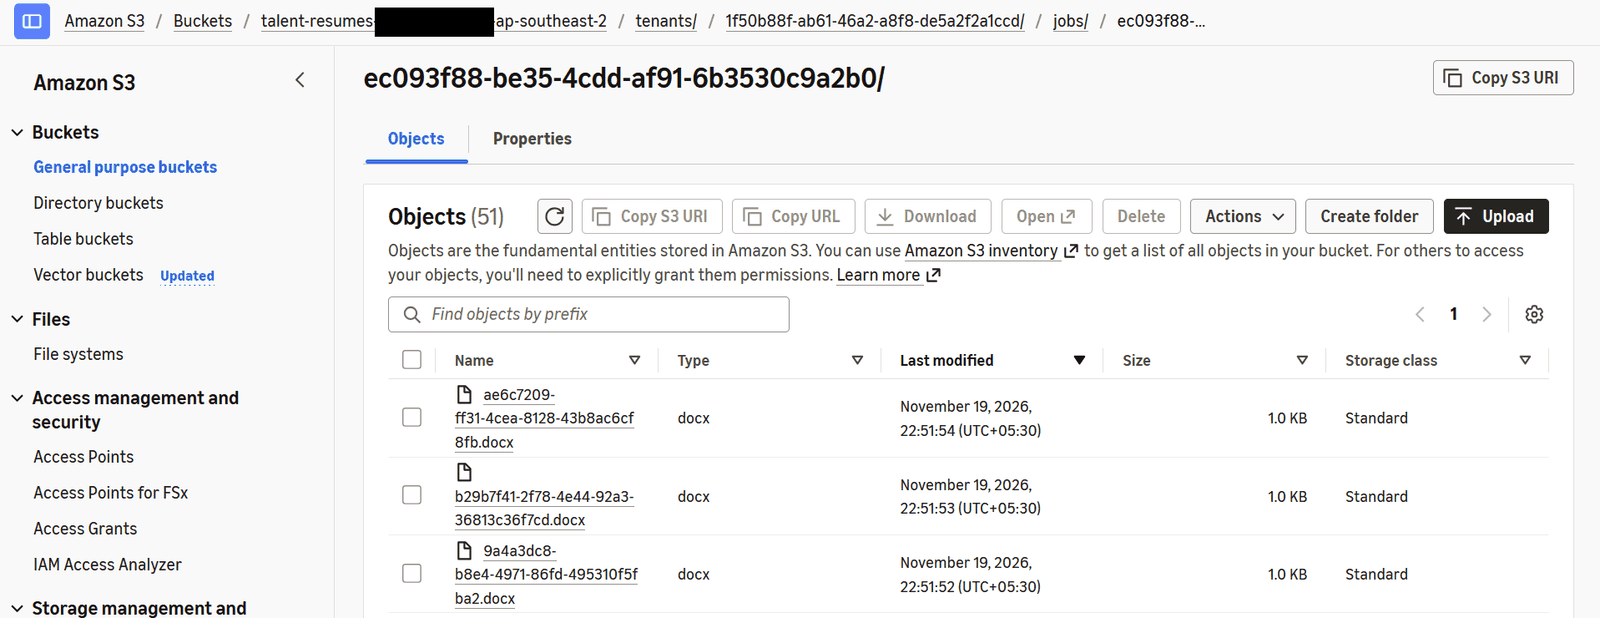 Amazon S3 / Buckets / talent-resumes- ap-southeast-2 / tenants/ / 1f50b88f-ab61-46a2-a8f8-de5a2f2a1ccd/ / jobs/ / ec093f88-...
Amazon S3
Buckets
General purpose buckets
Directory buckets
Table buckets
Vector buckets Updated
Files
File systems
Access management and
security
Access Points
Access Points for FSx
Access Grants
IAM Access Analyzer
Storage management and
ec093f88-be35-4cdd-af91-6b3530c9a2b0/
Copy S3 URI
Objects
Properties
Objects (51)
Copy S3 URI
Copy URL
Download
Open
Delete
Actions
Create folder
Upload
Objects are the fundamental entities stored in Amazon S3. You can use Amazon S3 inventory to get a list of all objects in your bucket. For others to access
your objects, you'll need to explicitly grant them permissions. Learn more
Find objects by prefix
1
Name Type Last modified Size Storage class
ae6c7209-
ff31-4cea-8128-43b8ac6cf
8fb.docx
docx
November 19, 2026,
22:51:54 (UTC+05:30)
1.0 KB
Standard
b29b7f41-2f78-4e44-92a3-
36813c36f7cd.docx
docx
November 19, 2026,
22:51:53 (UTC+05:30)
1.0 KB
Standard
9a4a3dc8-
b8e4-4971-86fd-495310f5f
ba2.docx
docx
November 19, 2026,
22:51:52 (UTC+05:30)
1.0 KB
Standard